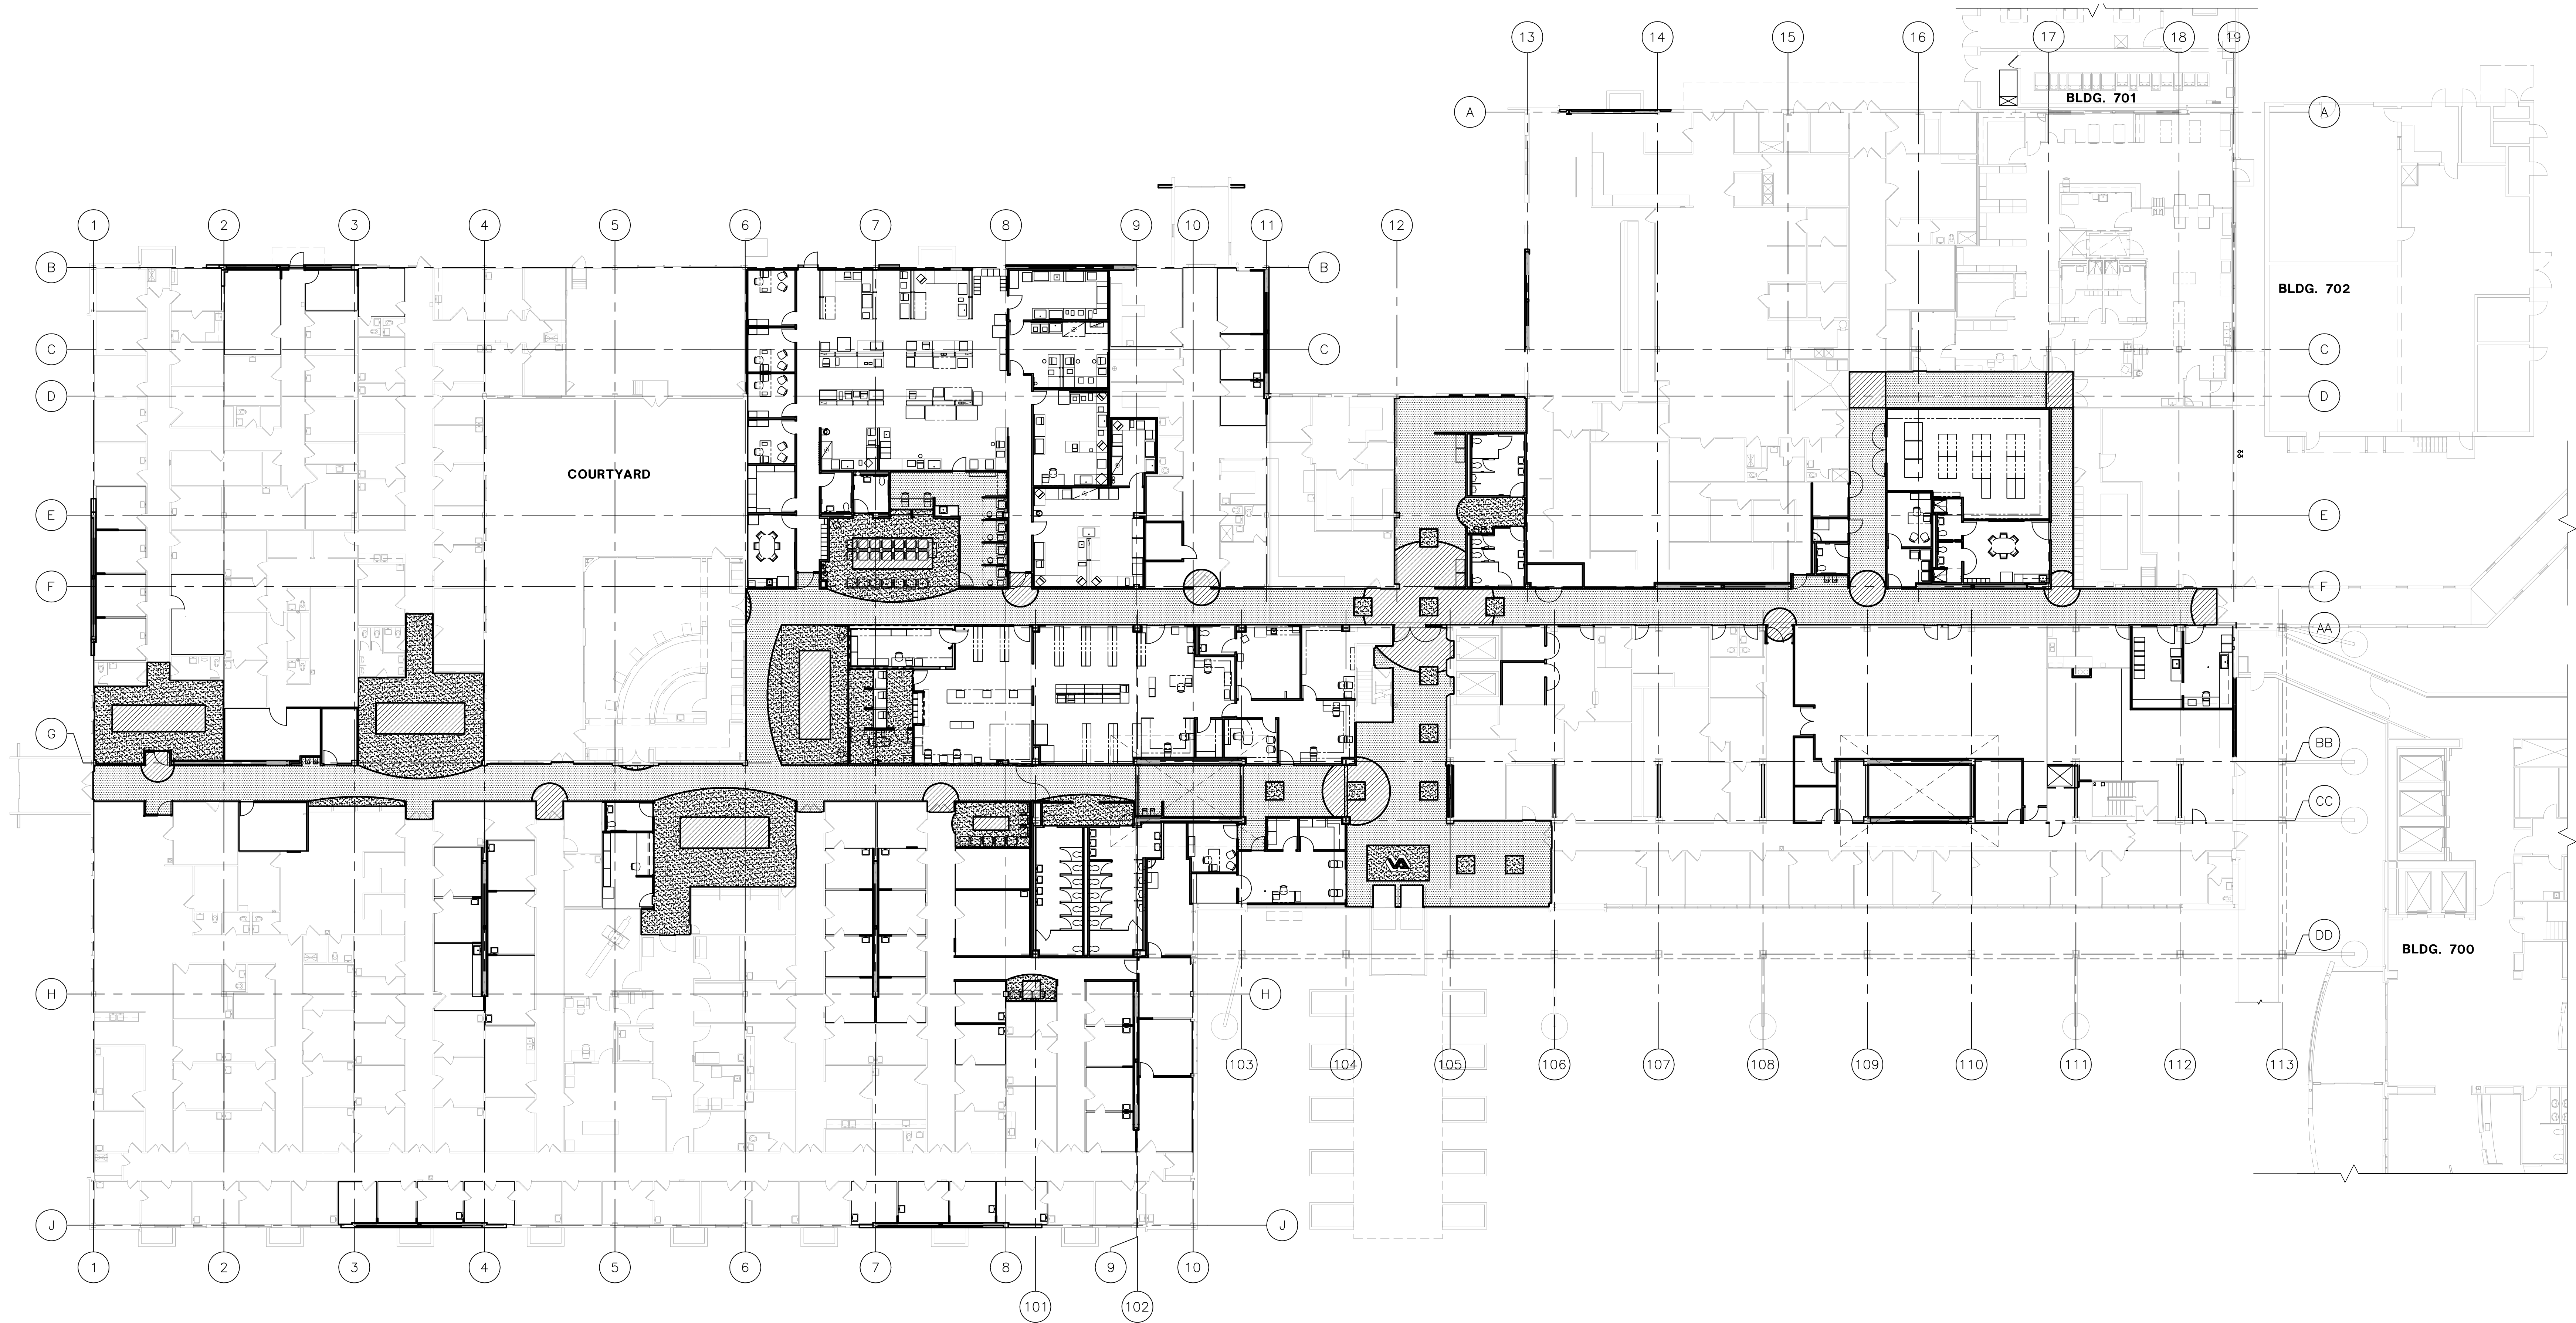 13 14 15 16 17 18 19
BLDG. 701
A A
1 2 3 4 5 6 7 8 9 10 11 12
B B
BLDG. 702
C C C
D D
COURTYARD
E E
F F
AA
G
BB
CC
VA
DD
BLDG. 700
H H
103 104 105 106 107 108 109 110 111 112 113
J J
1 2 3 4 5 6 7 8 9 10
101 102